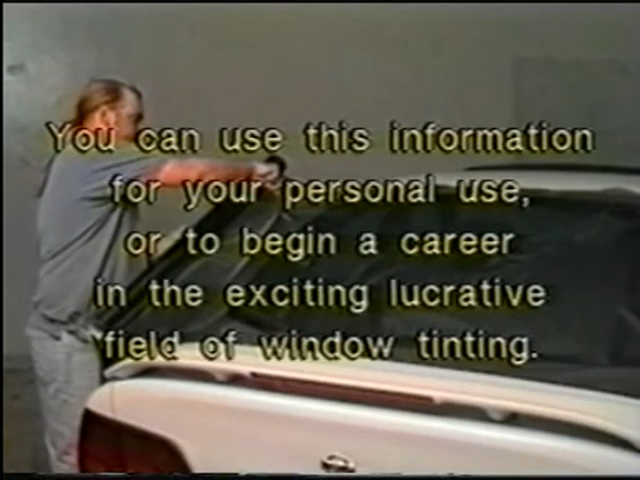 You can use this information
for your personal use,
or to begin a career
in the exciting lucrative
field of window tinting.